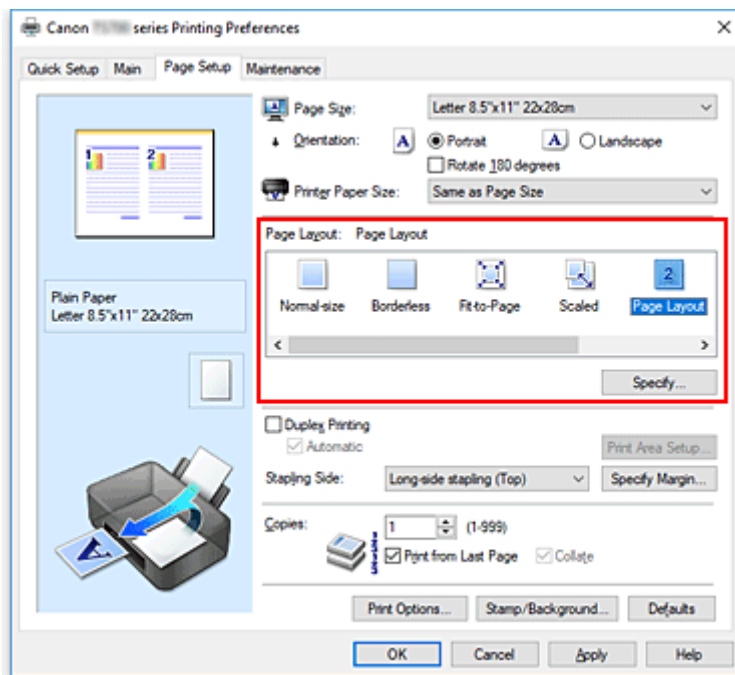 Canon series Printing Preferences
Quick Setup Main Page Setup Maintenance
1 2
Plain Paper
Letter 8.5"x11" 22x28cm
A
Page Size: Letter 8.5"x11" 22x28cm
Orientation: A Portrait A Landscape
Rotate 180 degrees
Printer Paper Size: Same as Page Size
Page Layout: Page Layout
2
Normal-size Borderless Fit-to-Page Scaled Page Layout
Specify...
Duplex Printing
Automatic Print Area Setup...
Stapling Side: Long-side stapling (Top) Specify Margin...
Copies: 1 (1-999)
Print from Last Page Collate
Print Options... Stamp/Background... Defaults
OK Cancel Apply Help